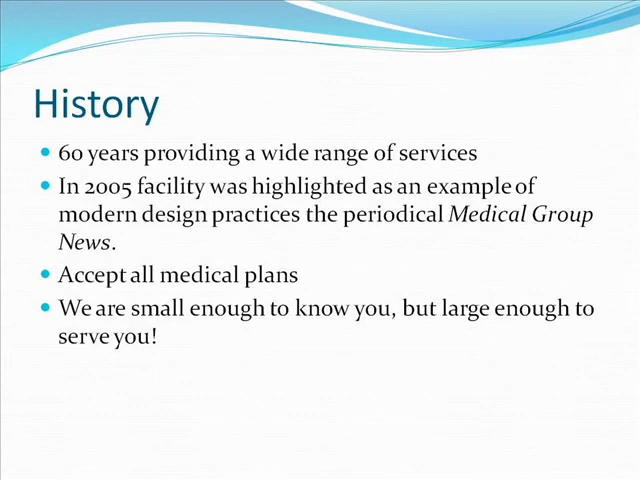 History
• 60 years providing a wide range of services
• In 2005 facility was highlighted as an example of
modern design practices the periodical Medical Group
News.
• Accept all medical plans
• We are small enough to know you, but large enough to
serve you!